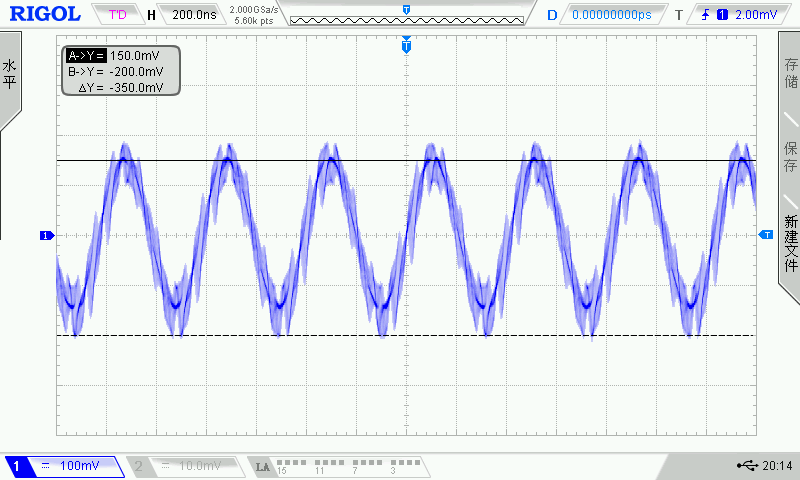 RIGOL T'D H 200.0ns 2.000GSa/s D 0.00000000ps T 1 2.00mV
5.60k pts
T
A->Y= 150.0mV
B->Y= -200.0mV
ΔY= -350.0mV
水平
存储
保存
新建文件
1
T
1 100mV 2 10.0mV LA 15 11 7 3 20:14